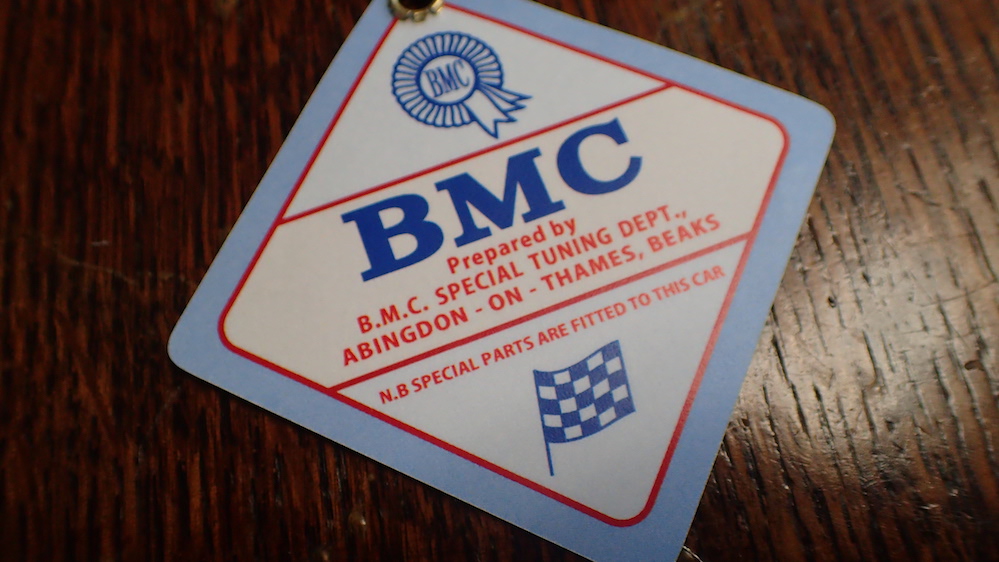 BMC
BMC
Prepared by
B.M.C. SPECIAL TUNING DEPT.,
ABINGDON - ON - THAMES, BEAKS
N.B SPECIAL PARTS ARE FITTED TO THIS CAR